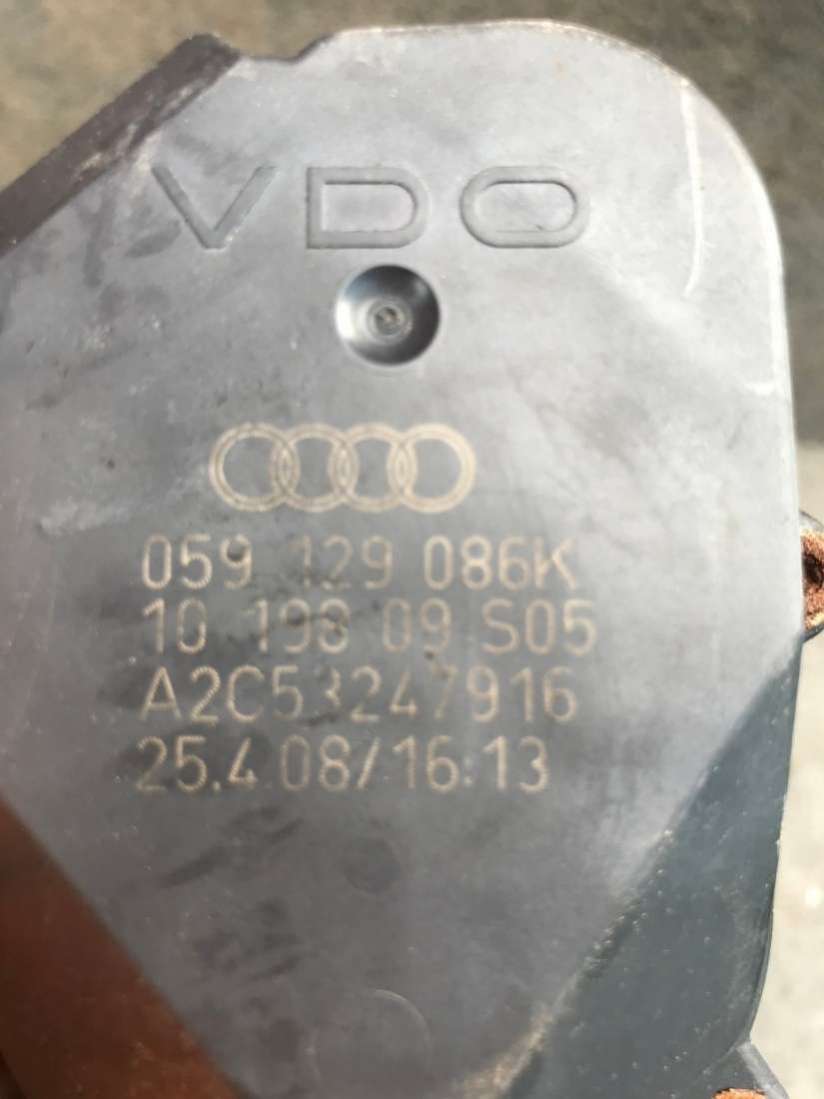 VDO
059 129 086K
10 198 09 S05
A2C53247916
25.4.08/16:13